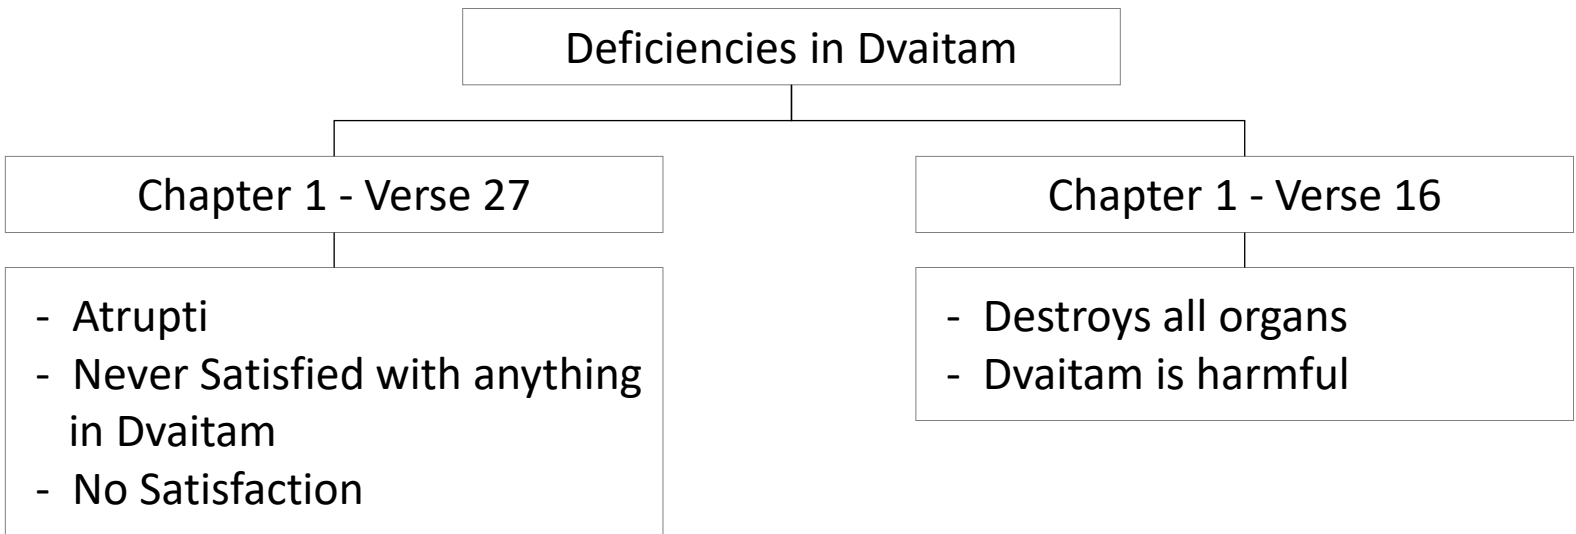 Deficiencies in Dvaitam
Chapter 1 - Verse 27
- Atrupti
- Never Satisfied with anything
in Dvaitam
- No Satisfaction
Chapter 1 - Verse 16
- Destroys all organs
- Dvaitam is harmful